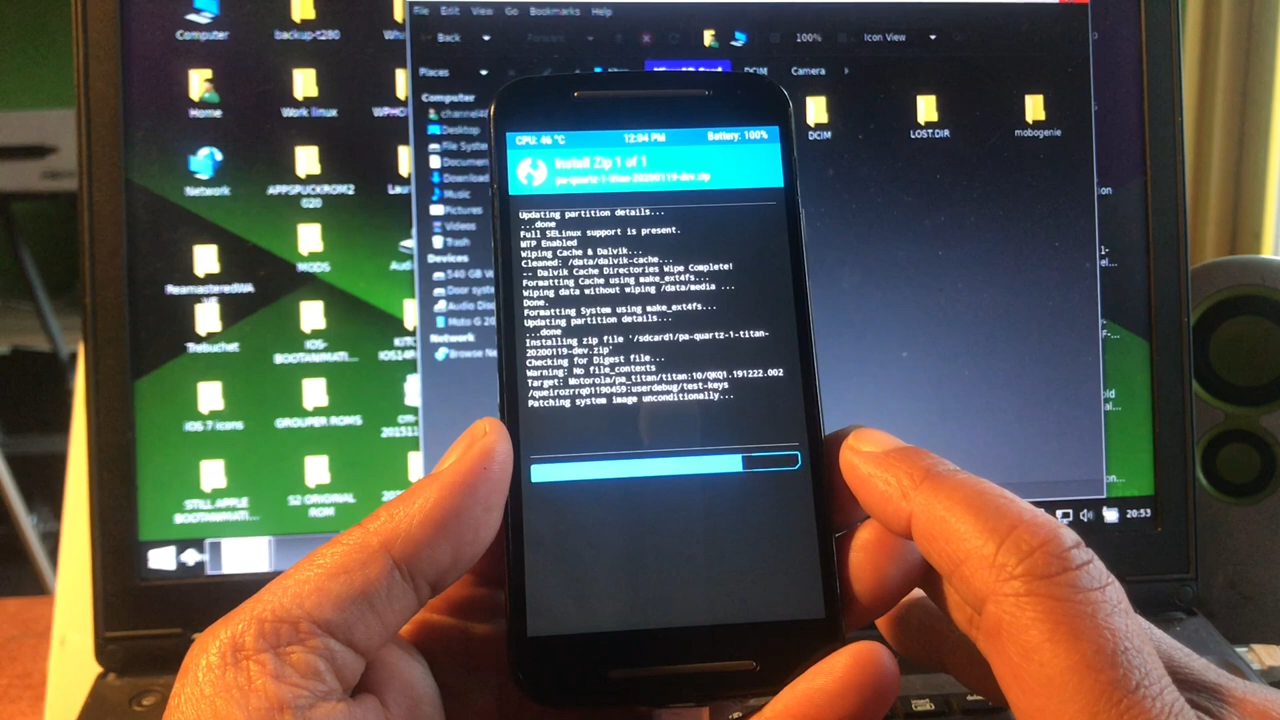 File Edit View Go Bookmarks Help
Back Forward 100% Icon View
Places DCIM Camera
Computer
Desktop
Music
Pictures
Videos
Trash
Devices
Network
DCIM LOST.DIR mobogenie
Computer backup-t280
Home Work linux
Network APPSPUCKROM2
020
MODS
ReamasteredWA
Trebuchet IOS-
BOOTANIMATI...
iOS 7 icons GROUPER ROMS
STILL APPLE
BOOTANIMATI... S2 ORIGINAL
ROM
20:53
CPU: 46 °C 12:04 PM Battery: 100%
Install Zip 1 of 1
pa-quartz-1-titan-20200119-dev.zip
Updating partition details...
...done
Full SELinux support is present.
MTP Enabled
Wiping Cache & Dalvik...
Cleaned: /data/dalvik-cache...
-- Dalvik Cache Directories Wipe Complete!
Formatting Cache using make_ext4fs...
Wiping data without wiping /data/media ...
Done.
Formatting System using make_ext4fs...
Updating partition details...
...done
Installing zip file '/sdcard1/pa-quartz-1-titan-
20200119-dev.zip'
Checking for Digest file...
Warning: No file_contexts
Target: Motorola/pa_titan/titan:10/QKQ1.191222.002
/queirozrrq01190459:userdebug/test-keys
Patching system image unconditionally...